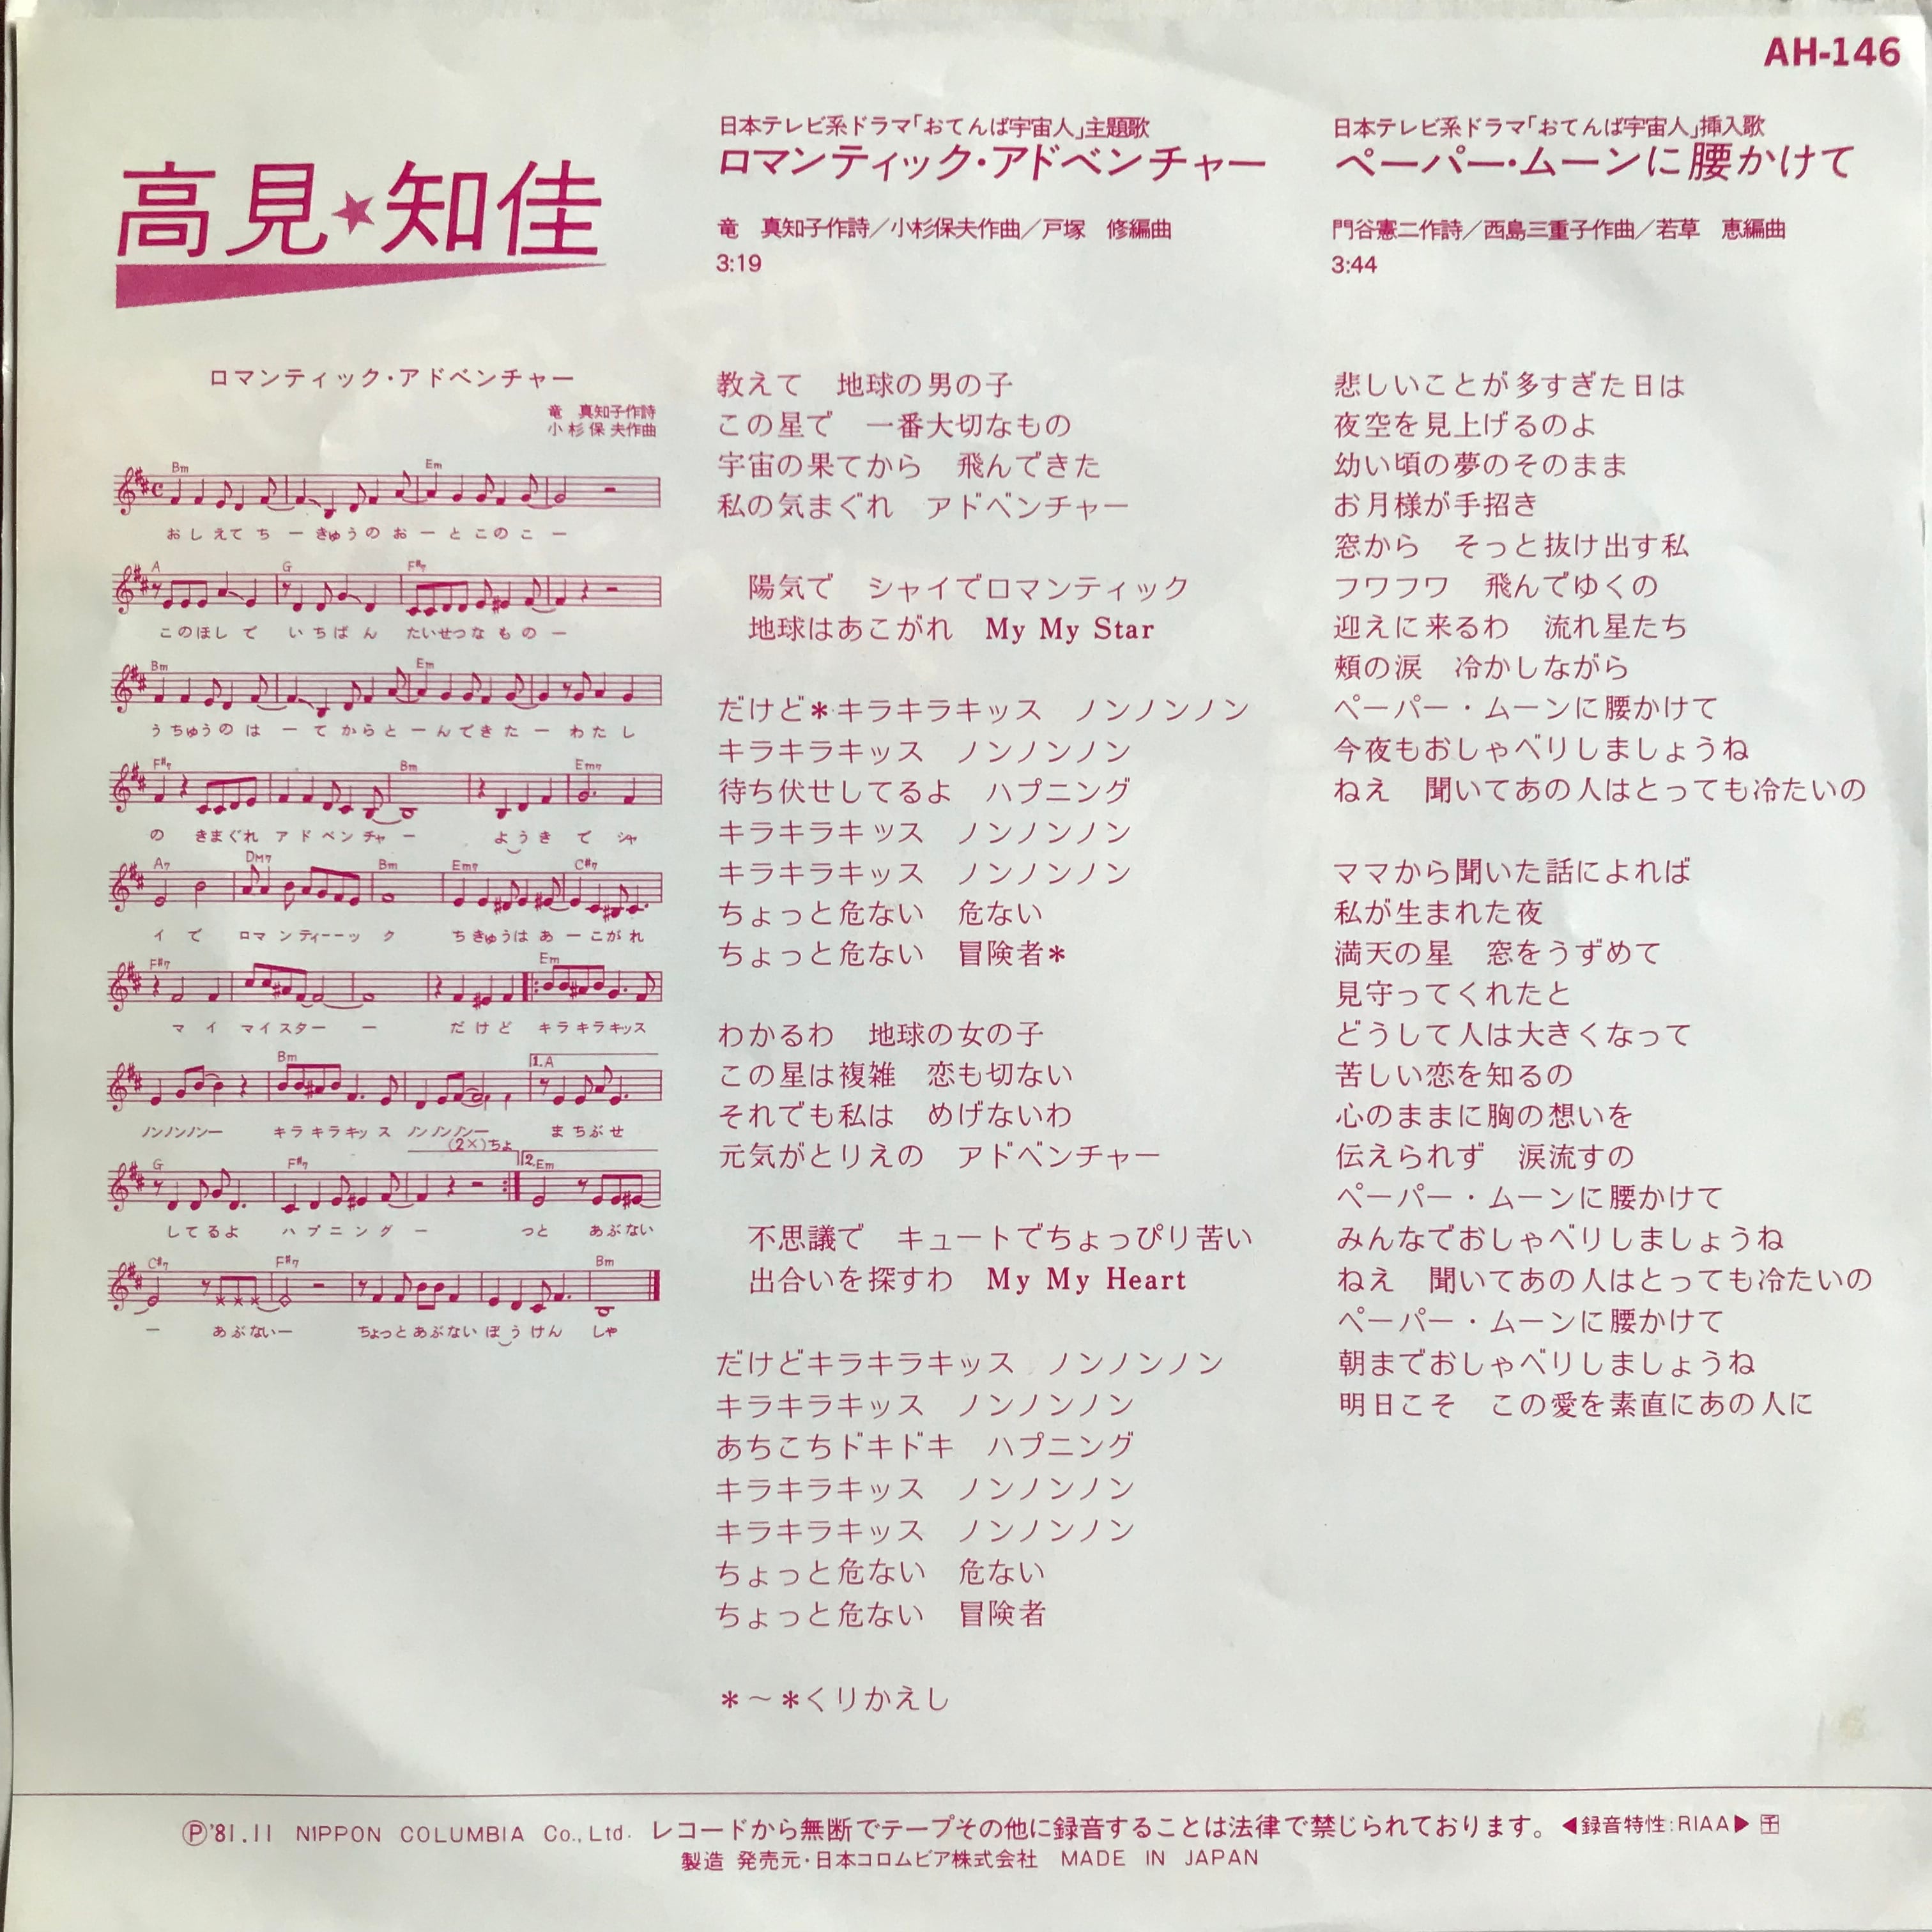 AH-146
高見★知佳
ロマンティック・アドベンチャー
竜　真知子作詩
小杉保夫作曲
Bm Em
おしえてちーきゅうのおーとこのこー
A G F#7
このほしで いちばん たいせつなものー
Bm Em
うちゅうのはーてからとーんできたーわたし
F#7 Bm Em7
の きまぐれアドベンチャー ようきでシャ
A7 DM7 Bm Em7 C#7
イで ロマンティーーック ちきゅうはあーこがれ
F#7 Em
マイ マイスターー だけど キラキラキッス
Bm 1.A
ノンノンノンー キラキラキッス ノンノンノンー まちぶせ
(2×)ちょ
G F#7 2.Em
してるよ ハプニングー っと あぶない
C#7 F#7 Bm
ー あぶないー ちょっとあぶないぼうけん しゃ
日本テレビ系ドラマ「おてんば宇宙人」主題歌
ロマンティック・アドベンチャー
竜　真知子作詩／小杉保夫作曲／戸塚　修編曲
3:19
教えて　地球の男の子
この星で　一番大切なもの
宇宙の果てから　飛んできた
私の気まぐれ　アドベンチャー
陽気で　シャイでロマンティック
地球はあこがれ　My My Star
だけど＊キラキラキッス　ノンノンノン
キラキラキッス　ノンノンノン
待ち伏せしてるよ　ハプニング
キラキラキッス　ノンノンノン
キラキラキッス　ノンノンノン
ちょっと危ない　危ない
ちょっと危ない　冒険者＊
わかるわ　地球の女の子
この星は複雑　恋も切ない
それでも私は　めげないわ
元気がとりえの　アドベンチャー
不思議で　キュートでちょっぴり苦い
出合いを探すわ　My My Heart
だけどキラキラキッス　ノンノンノン
キラキラキッス　ノンノンノン
あちこちドキドキ　ハプニング
キラキラキッス　ノンノンノン
キラキラキッス　ノンノンノン
ちょっと危ない　危ない
ちょっと危ない　冒険者
＊～＊くりかえし
日本テレビ系ドラマ「おてんば宇宙人」挿入歌
ペーパー・ムーンに腰かけて
門谷憲二作詩／西島三重子作曲／若草　恵編曲
3:44
悲しいことが多すぎた日は
夜空を見上げるのよ
幼い頃の夢のそのまま
お月様が手招き
窓から　そっと抜け出す私
フワフワ　飛んでゆくの
迎えに来るわ　流れ星たち
頬の涙　冷かしながら
ペーパー・ムーンに腰かけて
今夜もおしゃべりしましょうね
ねえ　聞いてあの人はとっても冷たいの
ママから聞いた話によれば
私が生まれた夜
満天の星　窓をうずめて
見守ってくれたと
どうして人は大きくなって
苦しい恋を知るの
心のままに胸の想いを
伝えられず　涙流すの
ペーパー・ムーンに腰かけて
みんなでおしゃべりしましょうね
ねえ　聞いてあの人はとっても冷たいの
ペーパー・ムーンに腰かけて
朝までおしゃべりしましょうね
明日こそ　この愛を素直にあの人に
Ⓟ'81.11 NIPPON COLUMBIA Co.,Ltd. レコードから無断でテープその他に録音することは法律で禁じられております。◀録音特性:RIAA▶
製造 発売元・日本コロムビア株式会社　MADE IN JAPAN